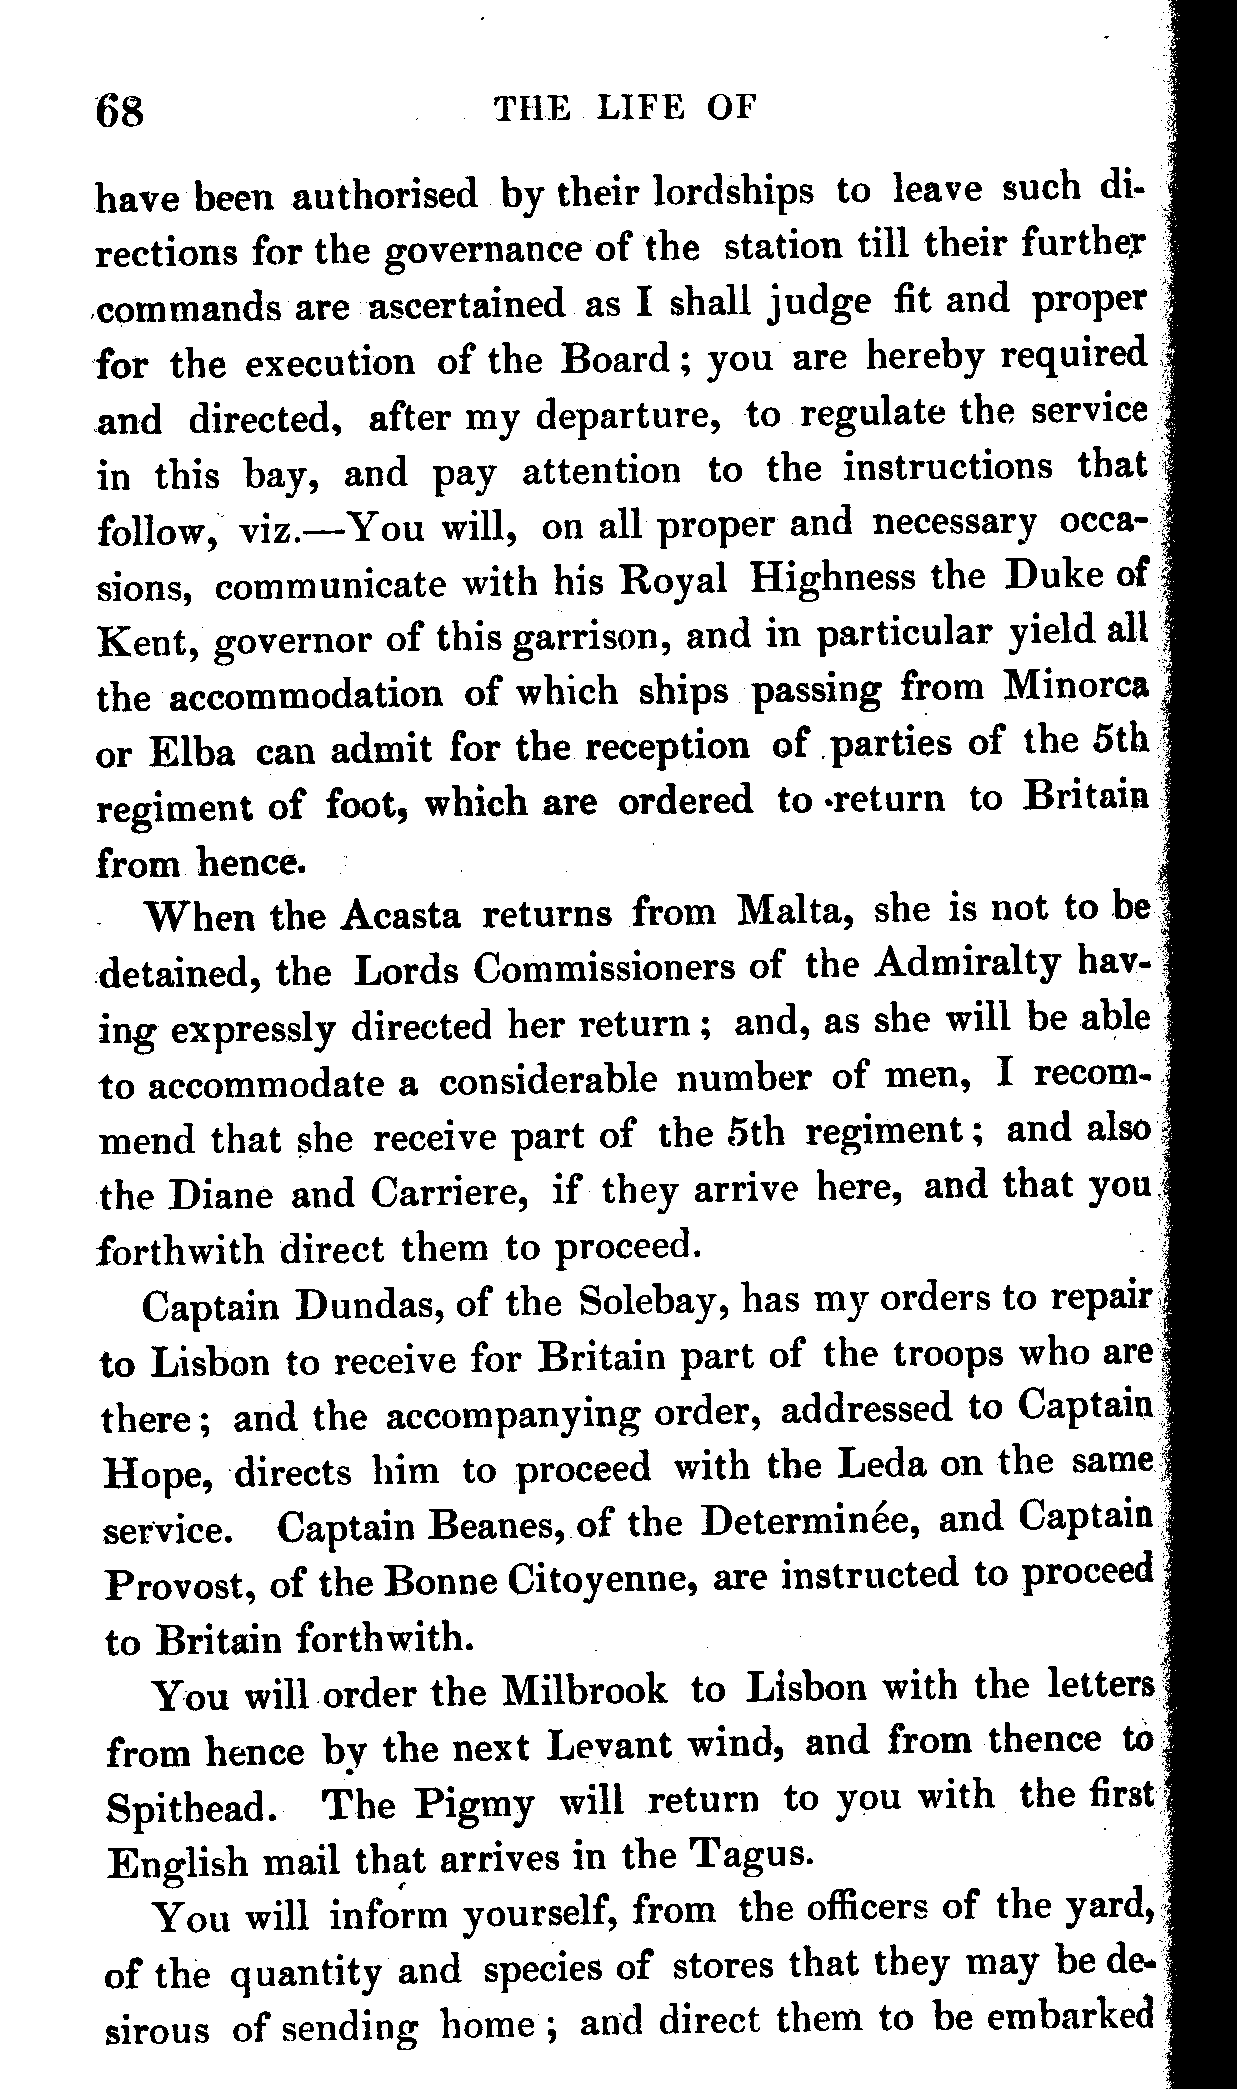 68 THE LIFE OF
have been authorised by their lordships to leave such di-
rections for the governance of the station till their further
commands are ascertained as I shall judge fit and proper
for the execution of the Board; you are hereby required
and directed, after my departure, to regulate the service
in this bay, and pay attention to the instructions that
follow, viz.—You will, on all proper and necessary occa-
sions, communicate with his Royal Highness the Duke of
Kent, governor of this garrison, and in particular yield all
the accommodation of which ships passing from Minorca
or Elba can admit for the reception of parties of the 5th
regiment of foot, which are ordered to return to Britain
from hence.
When the Acasta returns from Malta, she is not to be
detained, the Lords Commissioners of the Admiralty hav-
ing expressly directed her return; and, as she will be able
to accommodate a considerable number of men, I recom-
mend that she receive part of the 5th regiment; and also
the Diane and Carriere, if they arrive here, and that you
forthwith direct them to proceed.
Captain Dundas, of the Solebay, has my orders to repair
to Lisbon to receive for Britain part of the troops who are
there; and the accompanying order, addressed to Captain
Hope, directs him to proceed with the Leda on the same
service. Captain Beanes, of the Determinée, and Captain
Provost, of the Bonne Citoyenne, are instructed to proceed
to Britain forthwith.
You will order the Milbrook to Lisbon with the letters
from hence by the next Levant wind, and from thence to
Spithead. The Pigmy will return to you with the first
English mail that arrives in the Tagus.
You will inform yourself, from the officers of the yard,
of the quantity and species of stores that they may be de-
sirous of sending home; and direct them to be embarked